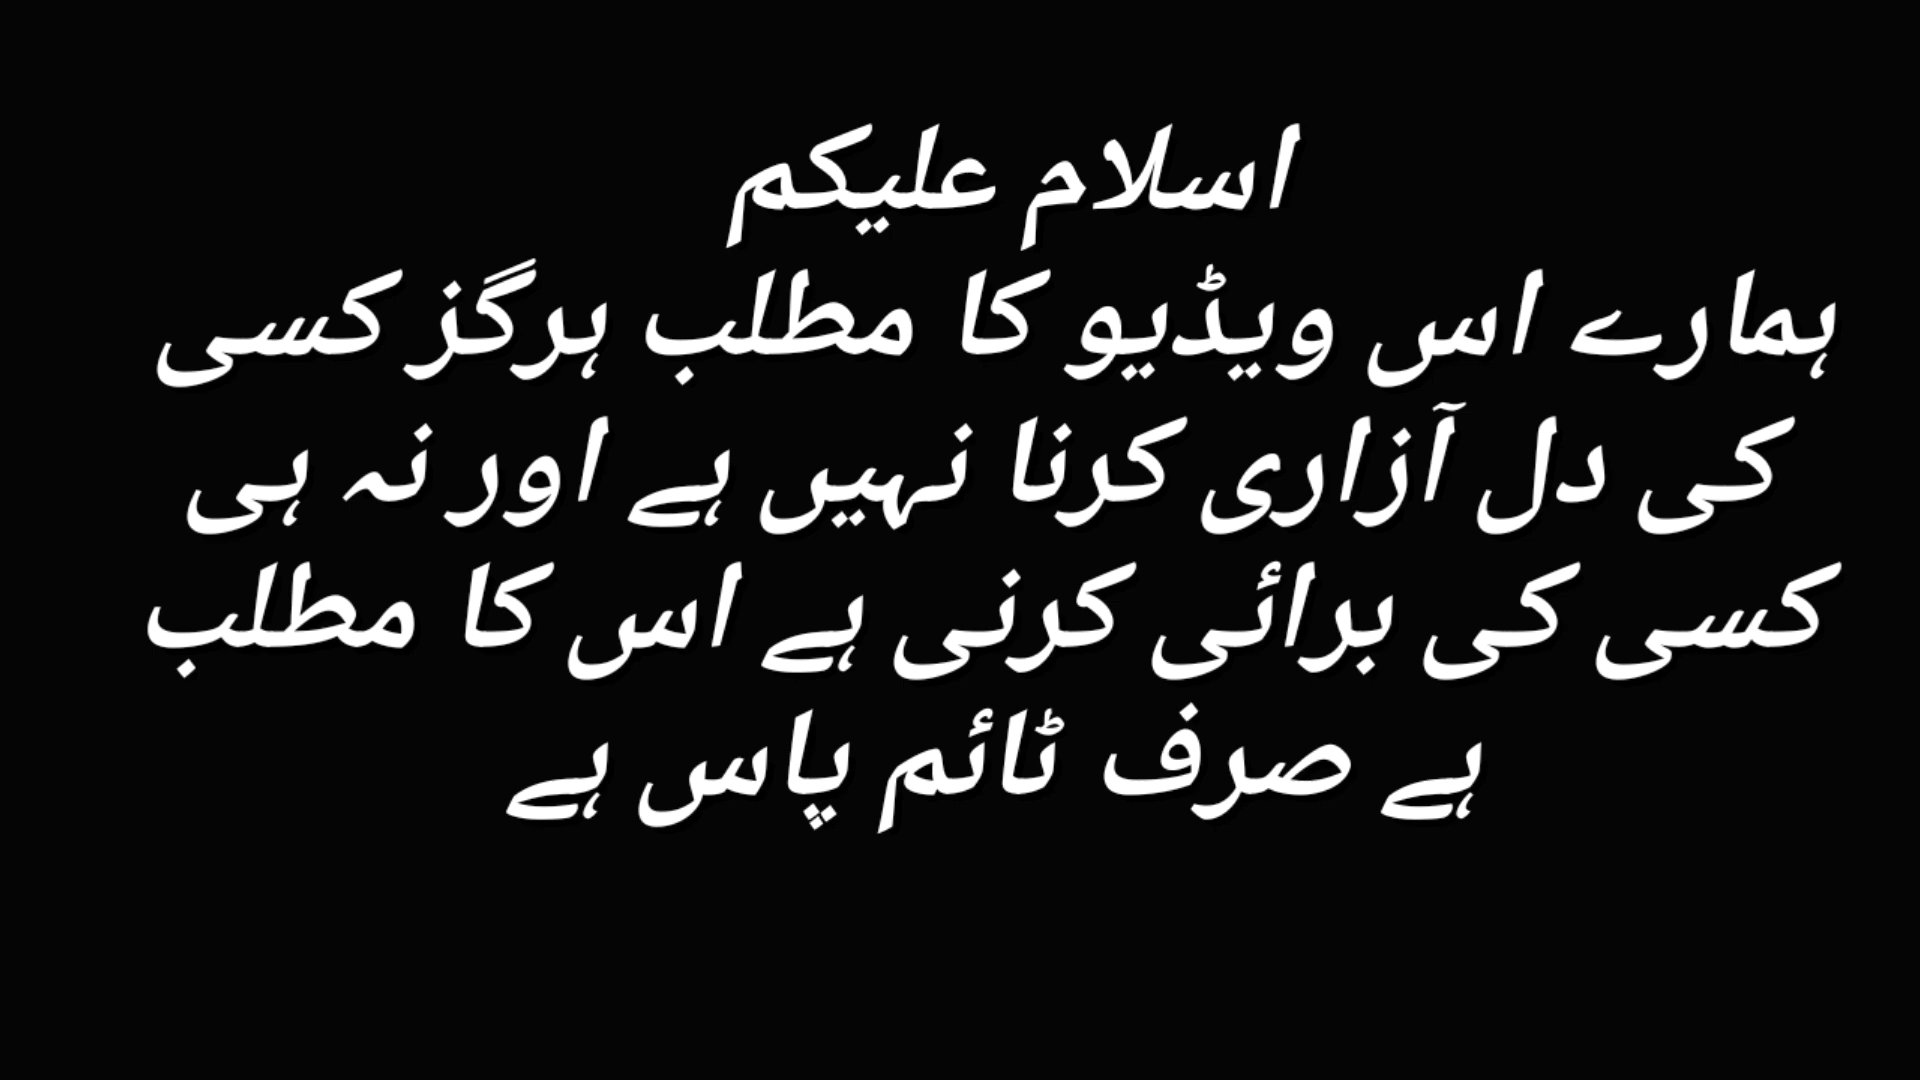 اسلام علیکم
ہمارے اس ویڈیو کا مطلب ہرگز کسی
کی دل آزاری کرنا نہیں ہے اور نہ ہی
کسی کی برائی کرنی ہے اس کا مطلب
ہے صرف ٹائم پاس ہے